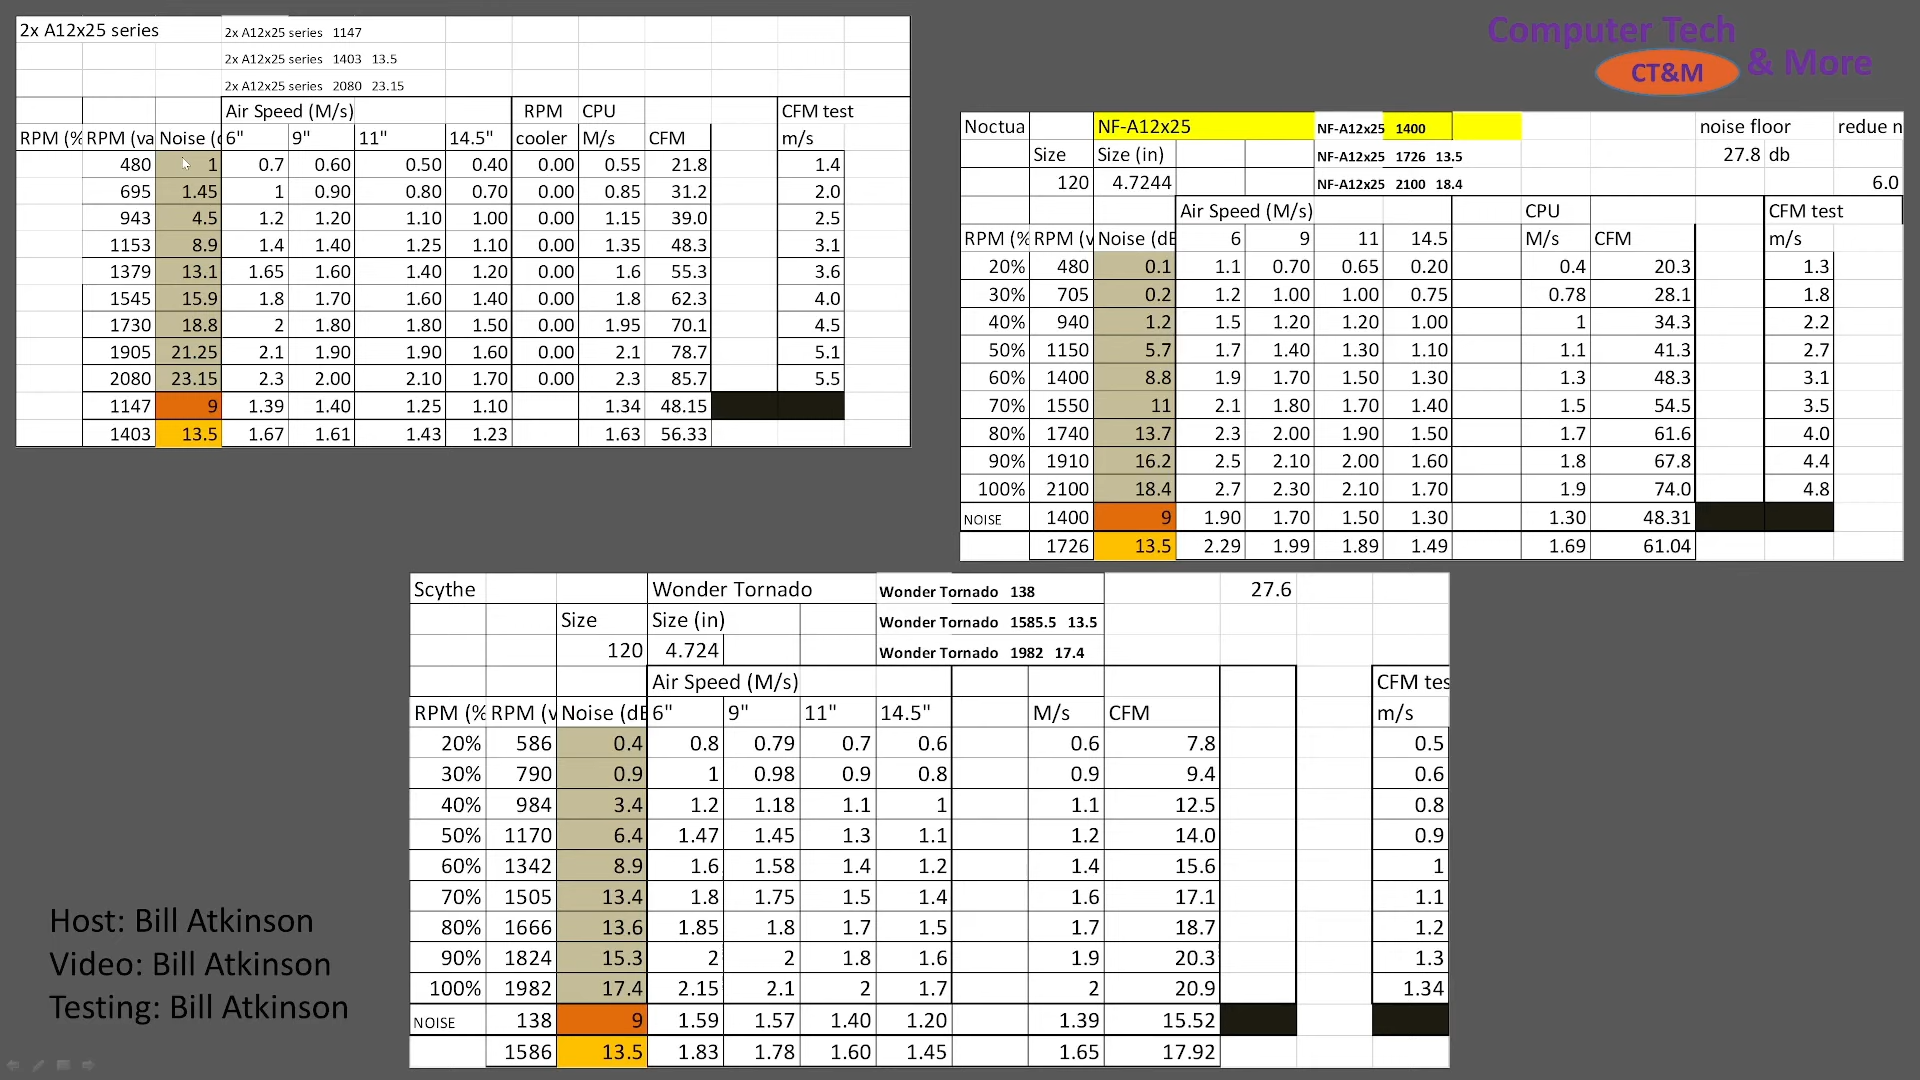 Computer Tech
CT&M
& More
2x A12x25 series 2x A12x25 series 1147
2x A12x25 series 1403 13.5
2x A12x25 series 2080 23.15
Air Speed (M/s) RPM CPU CFM test
RPM (% RPM (va Noise (d 6" 9" 11" 14.5" cooler M/s CFM m/s
480 1 0.7 0.60 0.50 0.40 0.00 0.55 21.8 1.4
695 1.45 1 0.90 0.80 0.70 0.00 0.85 31.2 2.0
943 4.5 1.2 1.20 1.10 1.00 0.00 1.15 39.0 2.5
1153 8.9 1.4 1.40 1.25 1.10 0.00 1.35 48.3 3.1
1379 13.1 1.65 1.60 1.40 1.20 0.00 1.6 55.3 3.6
1545 15.9 1.8 1.70 1.60 1.40 0.00 1.8 62.3 4.0
1730 18.8 2 1.80 1.80 1.50 0.00 1.95 70.1 4.5
1905 21.25 2.1 1.90 1.90 1.60 0.00 2.1 78.7 5.1
2080 23.15 2.3 2.00 2.10 1.70 0.00 2.3 85.7 5.5
1147 9 1.39 1.40 1.25 1.10 1.34 48.15
1403 13.5 1.67 1.61 1.43 1.23 1.63 56.33
Noctua NF-A12x25 NF-A12x25 1400 noise floor redue n
Size Size (in) NF-A12x25 1726 13.5 27.8 db
120 4.7244 NF-A12x25 2100 18.4 6.0
Air Speed (M/s) CPU CFM test
RPM (% RPM (v Noise (dB 6 9 11 14.5 M/s CFM m/s
20% 480 0.1 1.1 0.70 0.65 0.20 0.4 20.3 1.3
30% 705 0.2 1.2 1.00 1.00 0.75 0.78 28.1 1.8
40% 940 1.2 1.5 1.20 1.20 1.00 1 34.3 2.2
50% 1150 5.7 1.7 1.40 1.30 1.10 1.1 41.3 2.7
60% 1400 8.8 1.9 1.70 1.50 1.30 1.3 48.3 3.1
70% 1550 11 2.1 1.80 1.70 1.40 1.5 54.5 3.5
80% 1740 13.7 2.3 2.00 1.90 1.50 1.7 61.6 4.0
90% 1910 16.2 2.5 2.10 2.00 1.60 1.8 67.8 4.4
100% 2100 18.4 2.7 2.30 2.10 1.70 1.9 74.0 4.8
NOISE 1400 9 1.90 1.70 1.50 1.30 1.30 48.31
1726 13.5 2.29 1.99 1.89 1.49 1.69 61.04
Scythe Wonder Tornado Wonder Tornado 138 27.6
Size Size (in) Wonder Tornado 1585.5 13.5
120 4.724 Wonder Tornado 1982 17.4
Air Speed (M/s) CFM tes
RPM (% RPM (v Noise (dB 6" 9" 11" 14.5" M/s CFM m/s
20% 586 0.4 0.8 0.79 0.7 0.6 0.6 7.8 0.5
30% 790 0.9 1 0.98 0.9 0.8 0.9 9.4 0.6
40% 984 3.4 1.2 1.18 1.1 1 1.1 12.5 0.8
50% 1170 6.4 1.47 1.45 1.3 1.1 1.2 14.0 0.9
60% 1342 8.9 1.6 1.58 1.4 1.2 1.4 15.6 1
70% 1505 13.4 1.8 1.75 1.5 1.4 1.6 17.1 1.1
80% 1666 13.6 1.85 1.8 1.7 1.5 1.7 18.7 1.2
90% 1824 15.3 2 2 1.8 1.6 1.9 20.3 1.3
100% 1982 17.4 2.15 2.1 2 1.7 2 20.9 1.34
NOISE 138 9 1.59 1.57 1.40 1.20 1.39 15.52
1586 13.5 1.83 1.78 1.60 1.45 1.65 17.92
Host: Bill Atkinson
Video: Bill Atkinson
Testing: Bill Atkinson